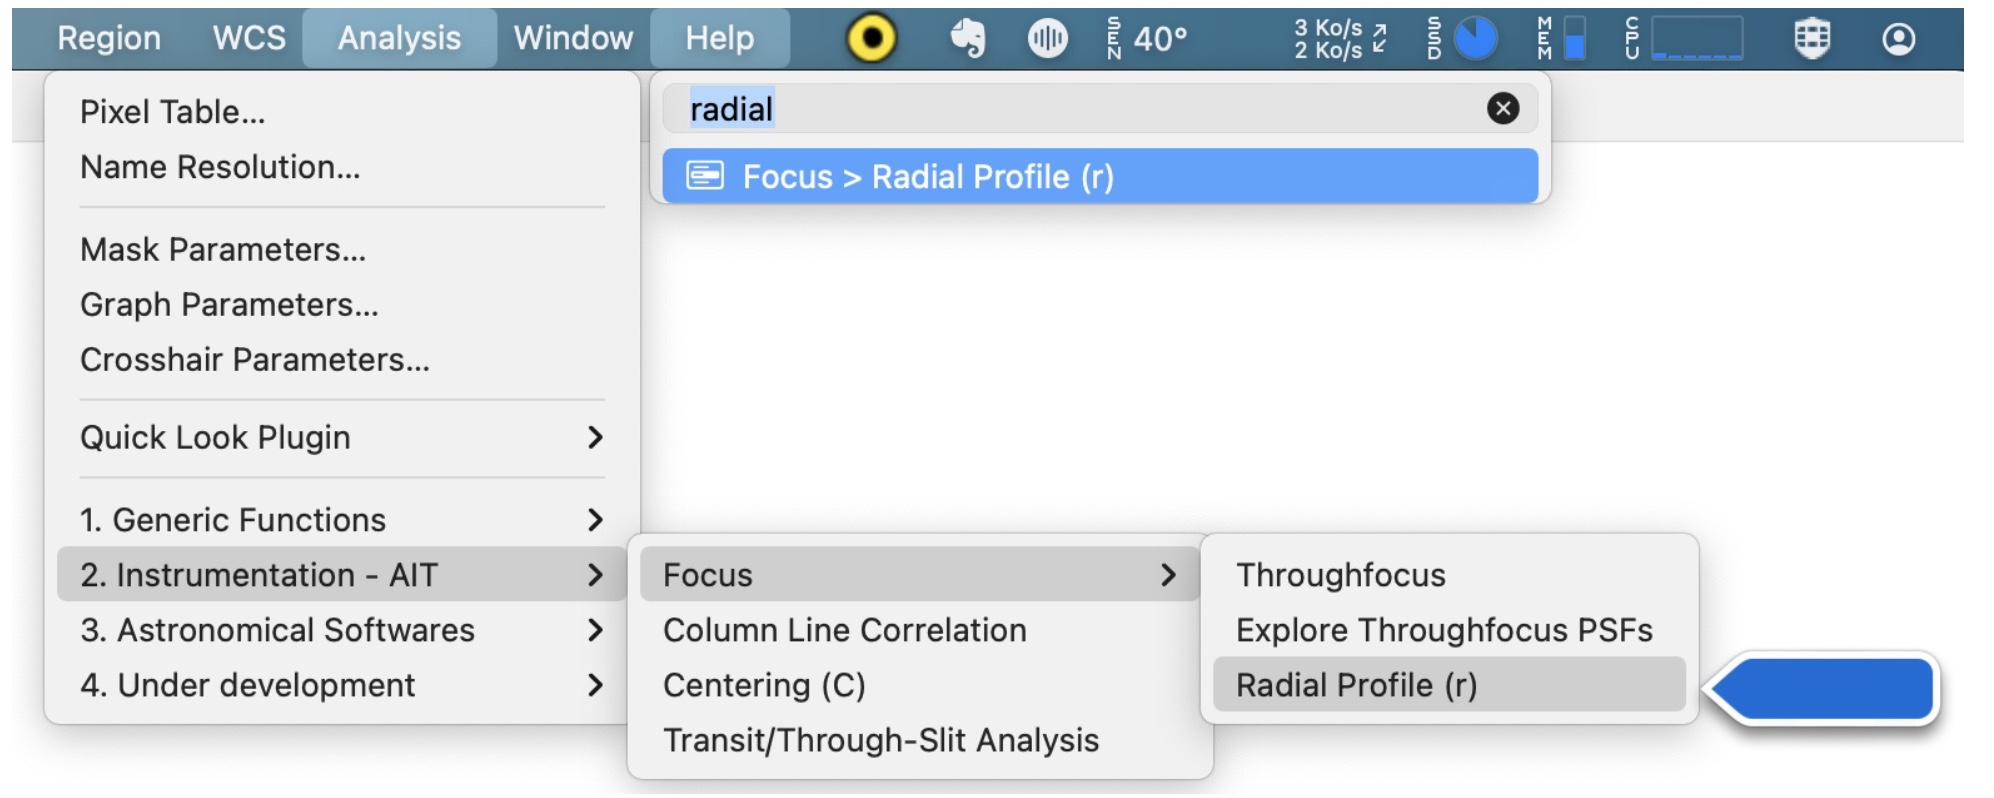 Region WCS Analysis Window Help SEN 40° 3 Ko/s SSD MEM CPU
2 Ko/s
Pixel Table...
Name Resolution...
Mask Parameters...
Graph Parameters...
Crosshair Parameters...
Quick Look Plugin
1. Generic Functions
2. Instrumentation - AIT
3. Astronomical Softwares
4. Under development
radial
Focus > Radial Profile (r)
Focus
Column Line Correlation
Centering (C)
Transit/Through-Slit Analysis
Throughfocus
Explore Throughfocus PSFs
Radial Profile (r)